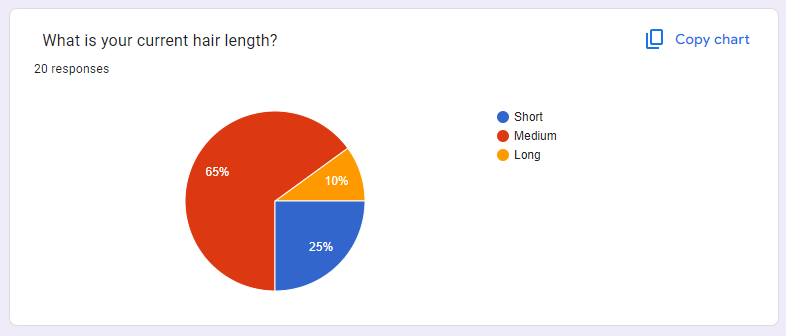 What is your current hair length?
Copy chart
20 responses
Short
Medium
Long
65%
10%
25%